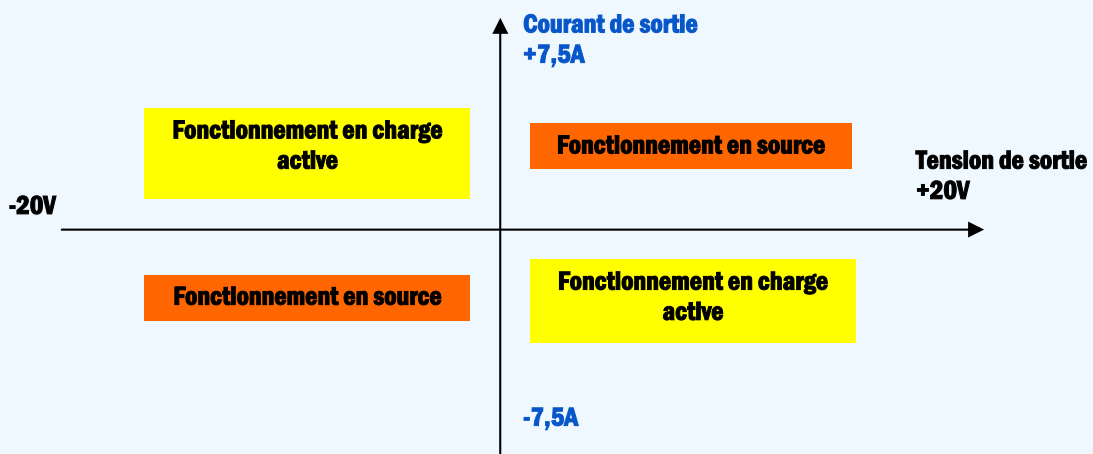 Courant de sortie
+7,5A
Fonctionnement en charge
active
Fonctionnement en source
Tension de sortie
+20V
-20V
Fonctionnement en source
Fonctionnement en charge
active
-7,5A